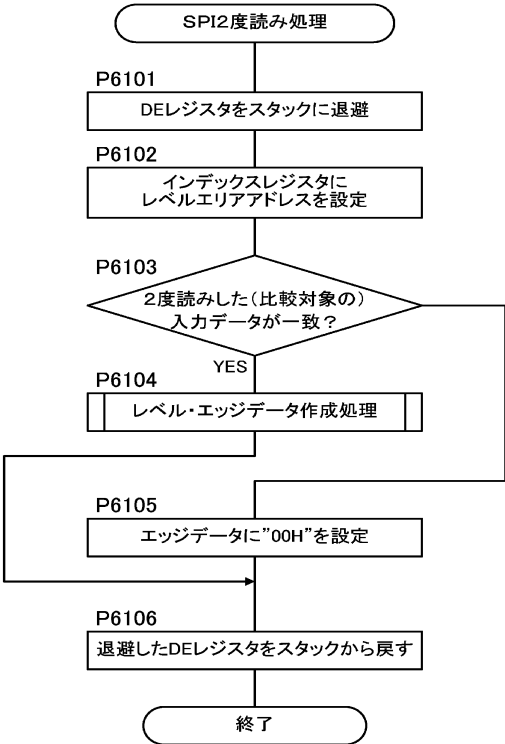 SPI2度読み処理
P6101
DEレジスタをスタックに退避
P6102
インデックスレジスタに
レベルエリアアドレスを設定
P6103
2度読みした(比較対象の)
入力データが一致?
YES
P6104
レベル・エッジデータ作成処理
P6105
エッジデータに"00H"を設定
P6106
退避したDEレジスタをスタックから戻す
終了